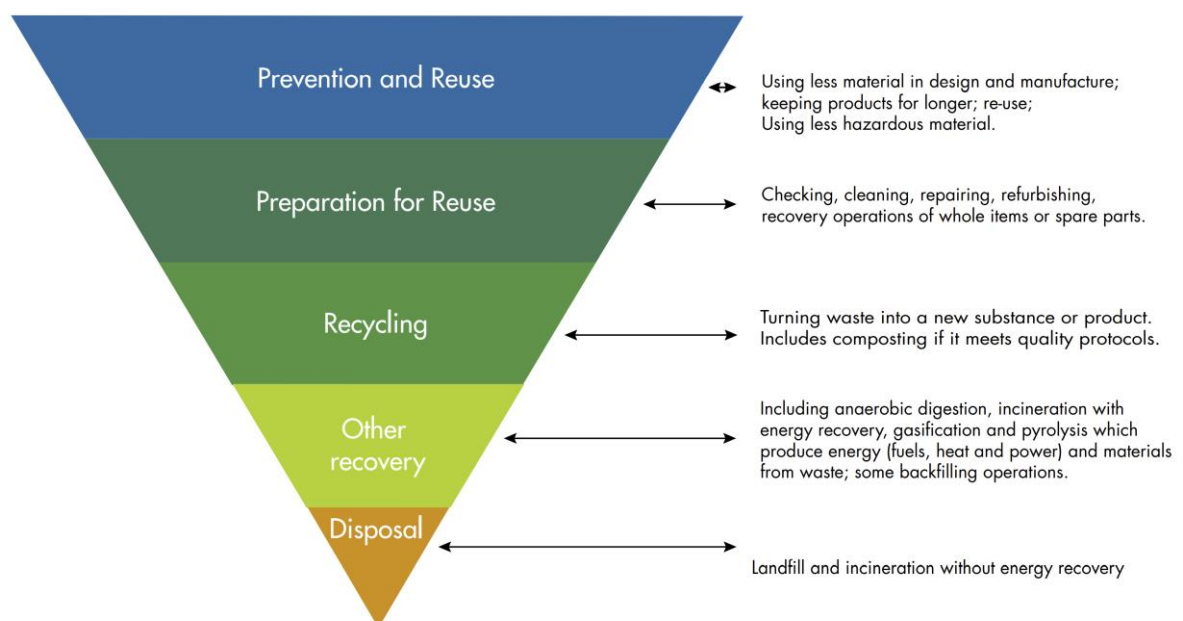 Prevention and Reuse
Using less material in design and manufacture;
keeping products for longer; re-use;
Using less hazardous material.
Preparation for Reuse
Checking, cleaning, repairing, refurbishing,
recovery operations of whole items or spare parts.
Recycling
Turning waste into a new substance or product.
Includes composting if it meets quality protocols.
Other
recovery
Including anaerobic digestion, incineration with
energy recovery, gasification and pyrolysis which
produce energy (fuels, heat and power) and materials
from waste; some backfilling operations.
Disposal
Landfill and incineration without energy recovery